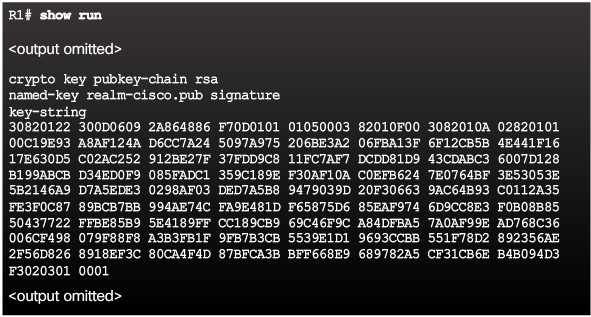 R1# show run
<output omitted>
crypto key pubkey-chain rsa
named-key realm-cisco.pub signature
key-string
30820122 300D0609 2A864886 F70D0101 01050003 82010F00 3082010A 02820101
00C19E93 A8AF124A D6CC7A24 5097A975 206BE3A2 06FBA13F 6F12CB5B 4E441F16
17E630D5 C02AC252 912BE27F 37FDD9C8 11FC7AF7 DCDD81D9 43CDABC3 6007D128
B199ABCB D34ED0F9 085FADC1 359C189E F30AF10A C0EFB624 7E0764BF 3E53053E
5B2146A9 D7A5EDE3 0298AF03 DED7A5B8 9479039D 20F30663 9AC64B93 C0112A35
FE3F0C87 89BCB7BB 994AE74C FA9E481D F65875D6 85EAF974 6D9CC8E3 F0B08B85
50437722 FFBE85B9 5E4189FF CC189CB9 69C46F9C A84DFBA5 7A0AF99E AD768C36
006CF498 079F88F8 A3B3FB1F 9FB7B3CB 5539E1D1 9693CCBB 551F78D2 892356AE
2F56D826 8918EF3C 80CA4F4D 87BFCA3B BFF668E9 689782A5 CF31CB6E B4B094D3
F3020301 0001
<output omitted>